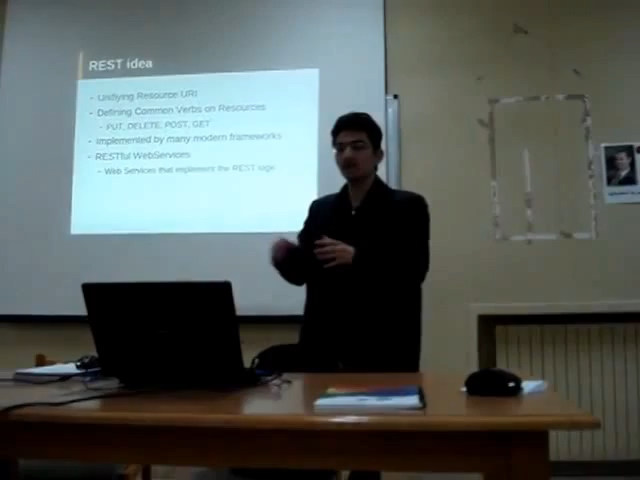 REST idea
- Unifiying Resource URI
- Defining Common Verbs on Resources
- PUT, DELETE, POST, GET
- Implemented by many modern frameworks
- RESTful WebServices
- Web Services that implement the REST